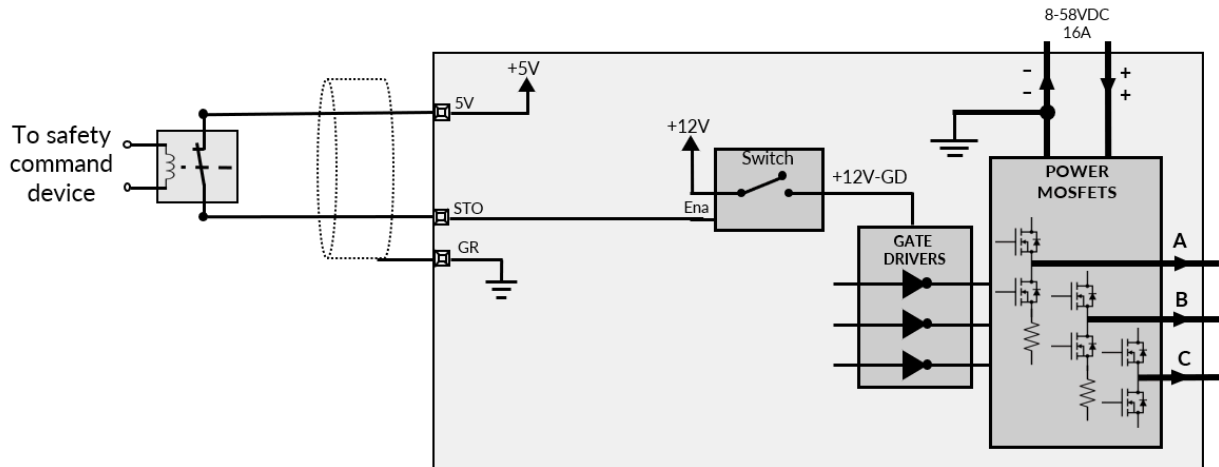 8-58VDC
16A
-
-
+
+
+5V
5V
To safety
command
device
+12V
Switch
+12V-GD
Ena
STO
GR
POWER
MOSFETS
GATE
DRIVERS
A
B
C